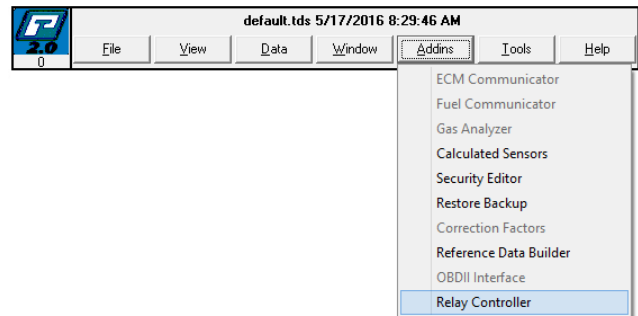 default.tds 5/17/2016 8:29:46 AM
2.0
File View Data Window Addins Tools Help
0
ECM Communicator
Fuel Communicator
Gas Analyzer
Calculated Sensors
Security Editor
Restore Backup
Correction Factors
Reference Data Builder
OBDII Interface
Relay Controller